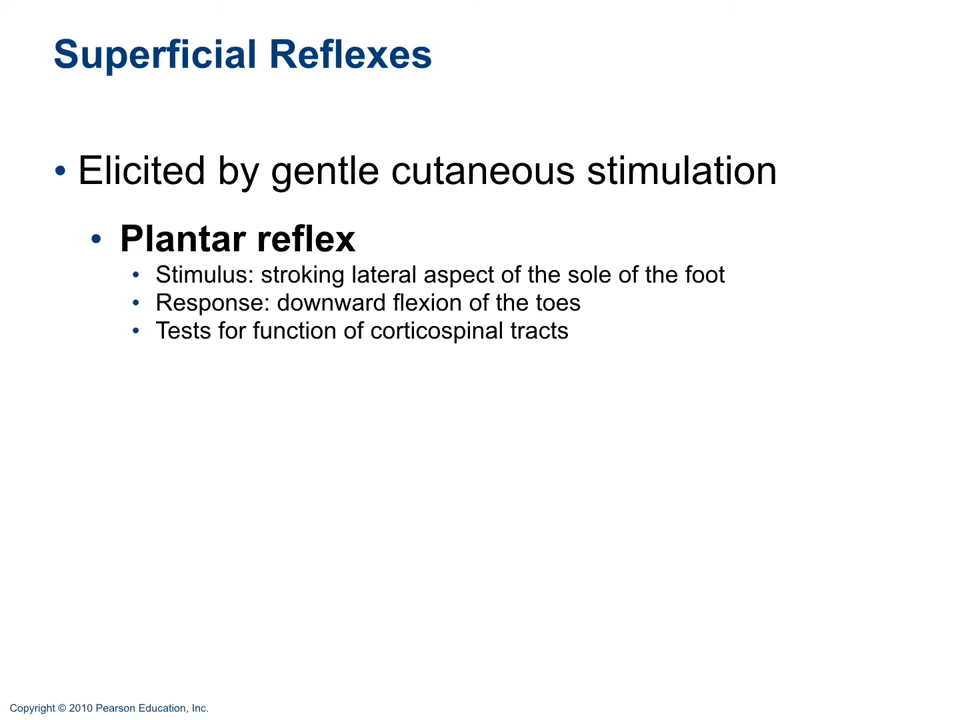 Superficial Reflexes
• Elicited by gentle cutaneous stimulation
• Plantar reflex
• Stimulus: stroking lateral aspect of the sole of the foot
• Response: downward flexion of the toes
• Tests for function of corticospinal tracts
Copyright © 2010 Pearson Education, Inc.